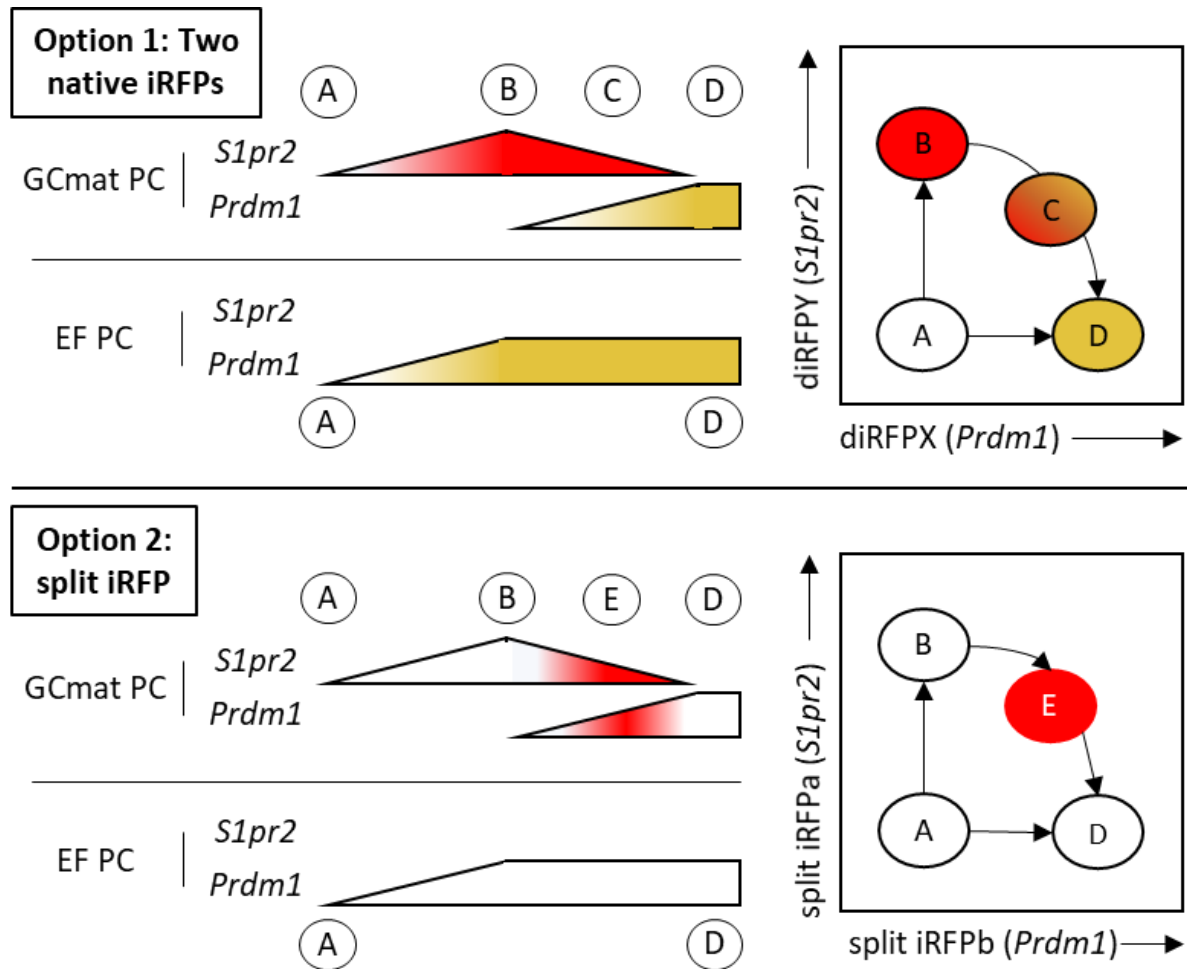 Option 1: Two
native iRFPs
A B C D
GCmat PC
S1pr2
Prdm1
EF PC
S1pr2
Prdm1
A D
diRFPY (S1pr2)
B
C
A D
diRFPX (Prdm1)
Option 2:
split iRFP
A B E D
GCmat PC
S1pr2
Prdm1
EF PC
S1pr2
Prdm1
A D
split iRFPa (S1pr2)
B
E
A D
split iRFPb (Prdm1)